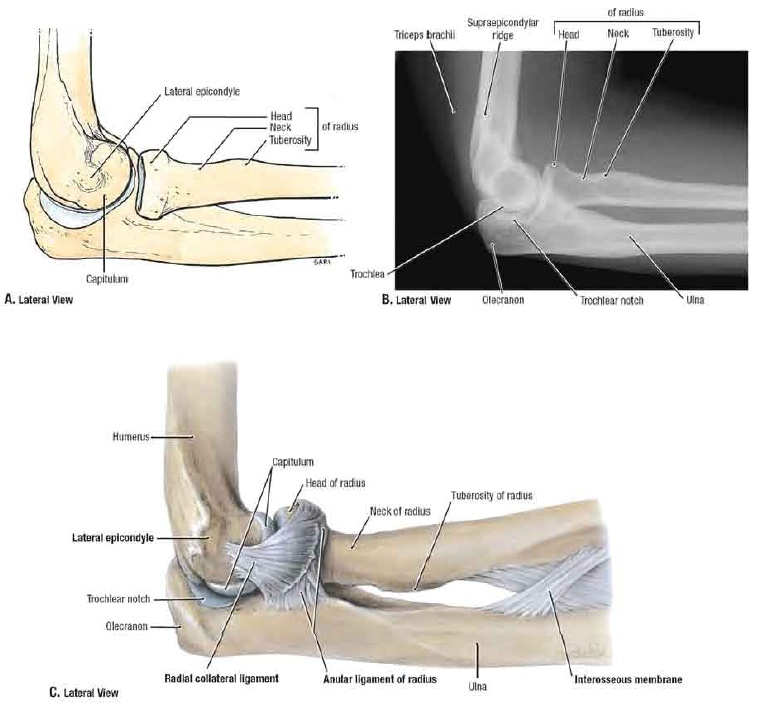 Lateral epicondyle
Head
Neck
Tuberosity
of radius
Capitulum
SARI
A. Lateral View
of radius
Supraepicondylar
ridge
Triceps brachii
Head
Neck
Tuberosity
Trochlea
B. Lateral View
Olecranon
Trochlear notch
Ulna
Humerus
Capitulum
Head of radius
Neck of radius
Tuberosity of radius
Lateral epicondyle
Trochlear notch
Olecranon
Radial collateral ligament
Anular ligament of radius
Ulna
Interosseous membrane
C. Lateral View